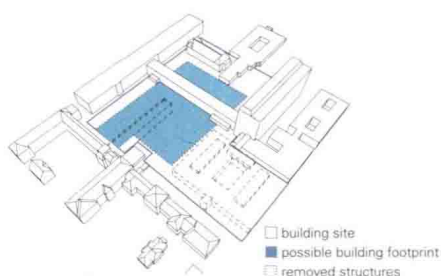 building site
possible building footprint
removed structures